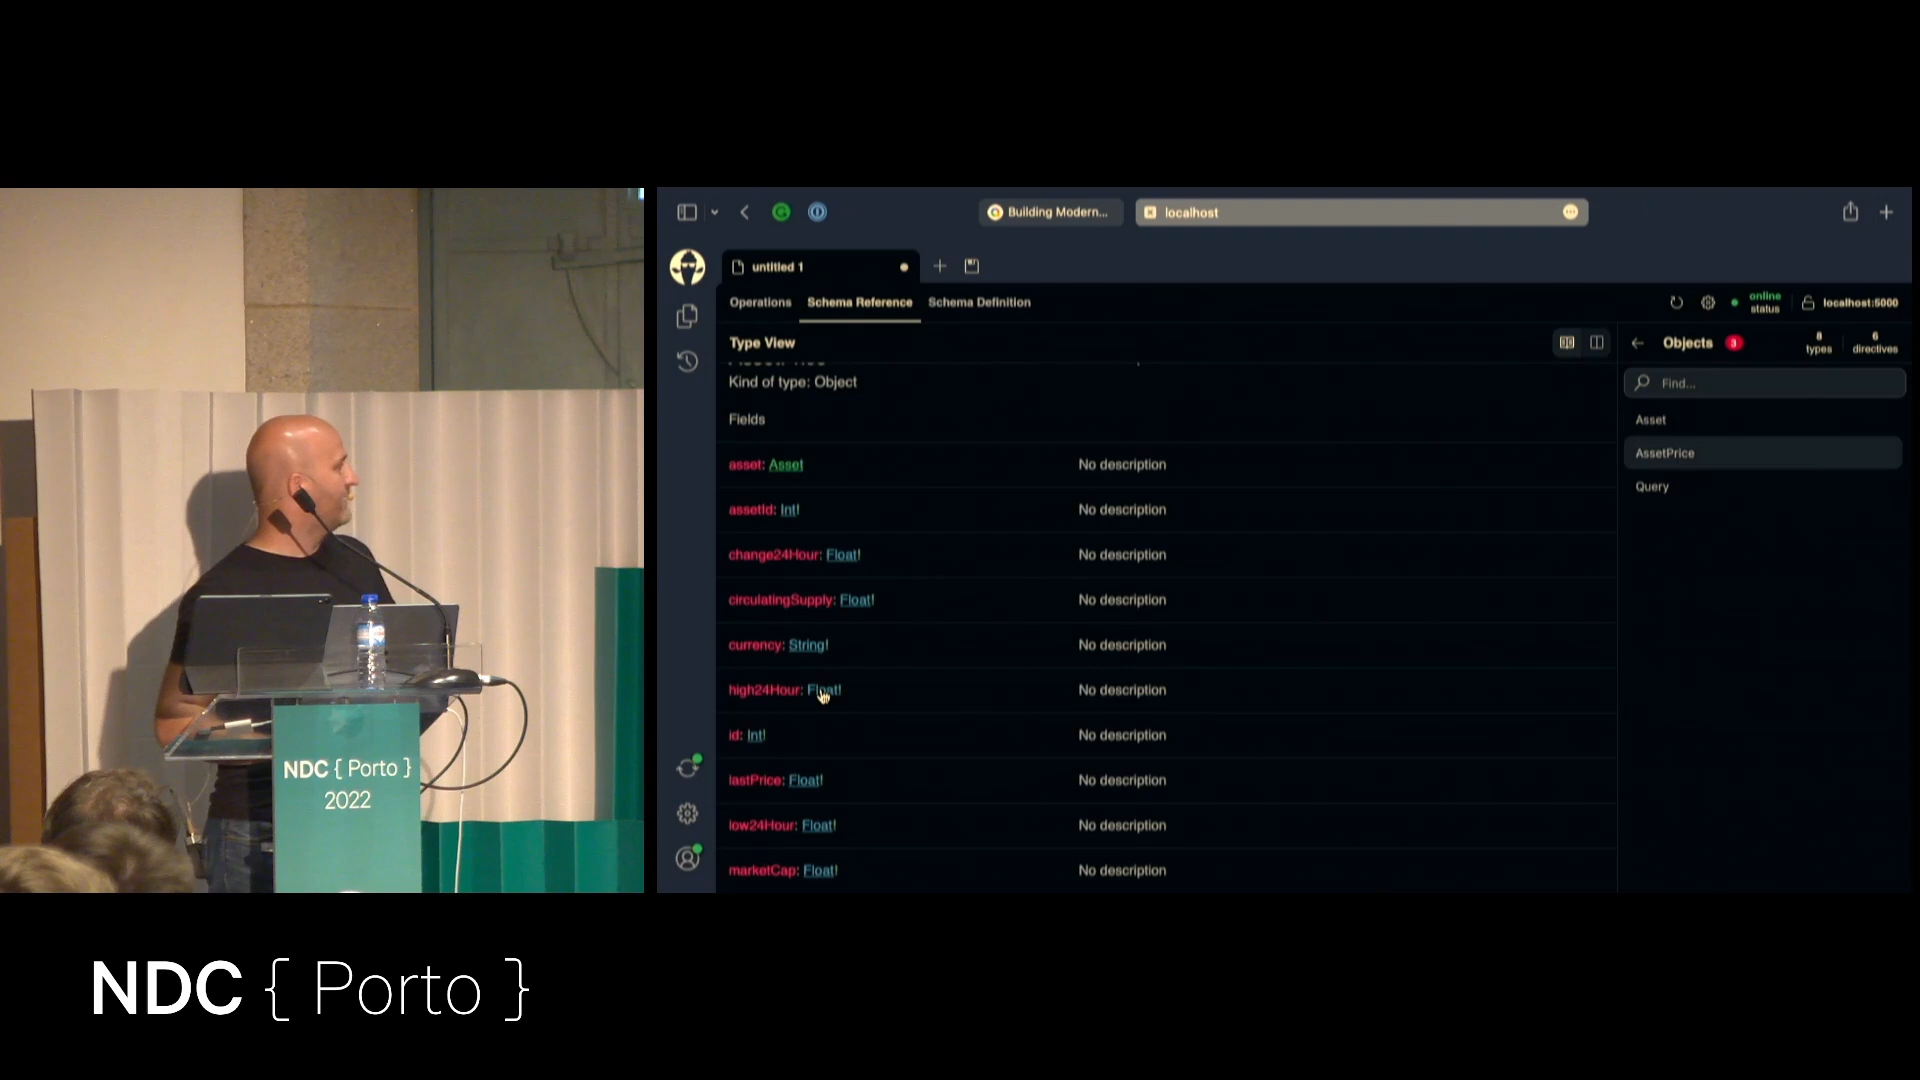 Building Modern...
localhost
untitled 1
Operations
Schema Reference
Schema Definition
online
status
localhost:5000
Type View
Objects
3
8
types
6
directives
Kind of type: Object
Find...
Fields
Asset
asset: Asset
No description
AssetPrice
Query
assetId: Int!
No description
change24Hour: Float!
No description
circulatingSupply: Float!
No description
currency: String!
No description
high24Hour: Float!
No description
id: Int!
No description
lastPrice: Float!
No description
low24Hour: Float!
No description
marketCap: Float!
No description
NDC { Porto }
2022
NDC { Porto }